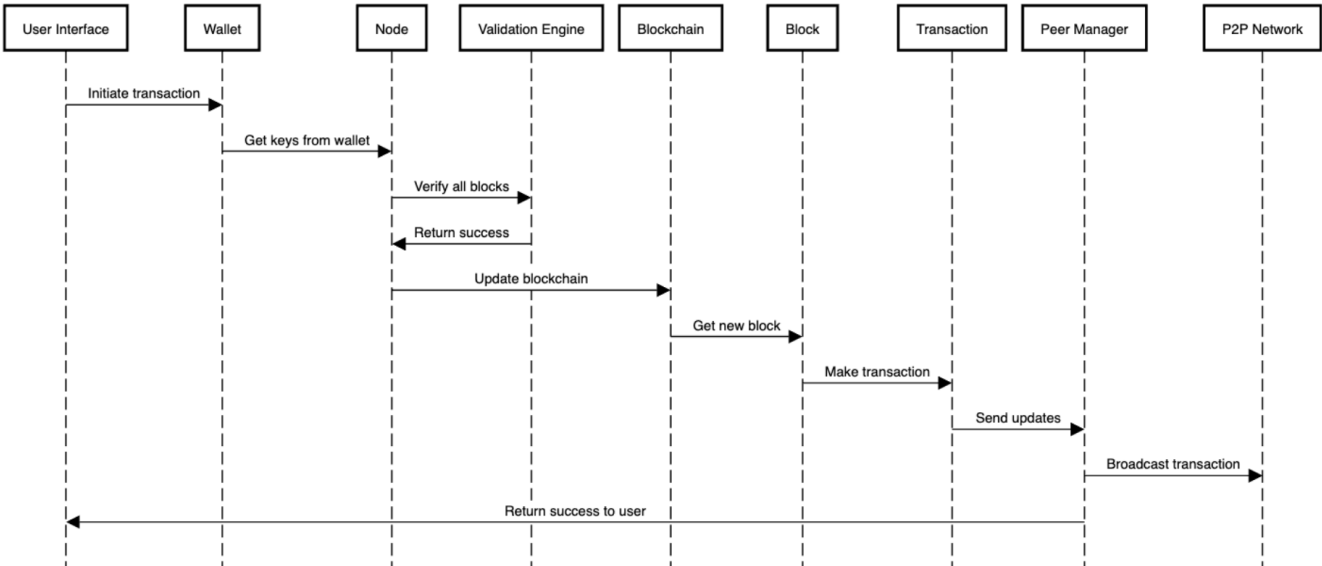 User Interface
Wallet
Node
Validation Engine
Blockchain
Block
Transaction
Peer Manager
P2P Network
Initiate transaction
Get keys from wallet
Verify all blocks
Return success
Update blockchain
Get new block
Make transaction
Send updates
Broadcast transaction
Return success to user